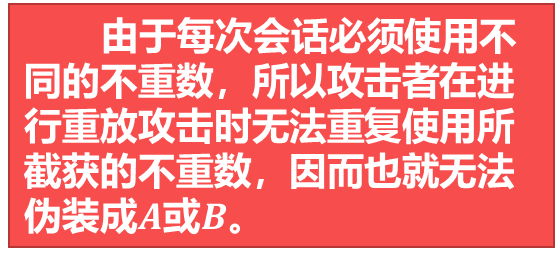 由于每次会话必须使用不
同的不重数，所以攻击者在进
行重放攻击时无法重复使用所
截获的不重数，因而也就无法
伪装成A或B。